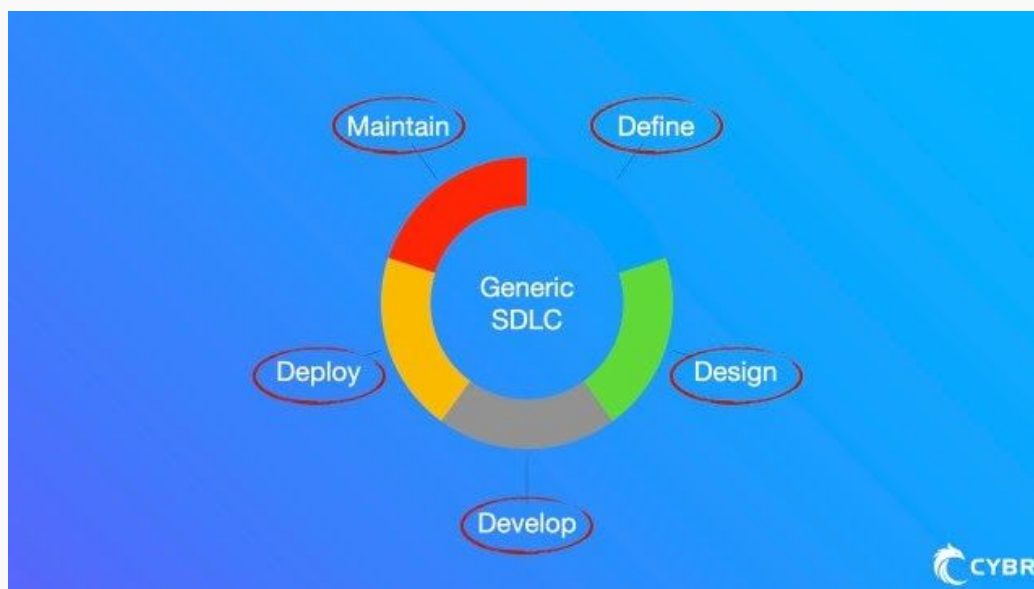 Maintain
Define
Generic
SDLC
Deploy
Design
Develop
CYBR